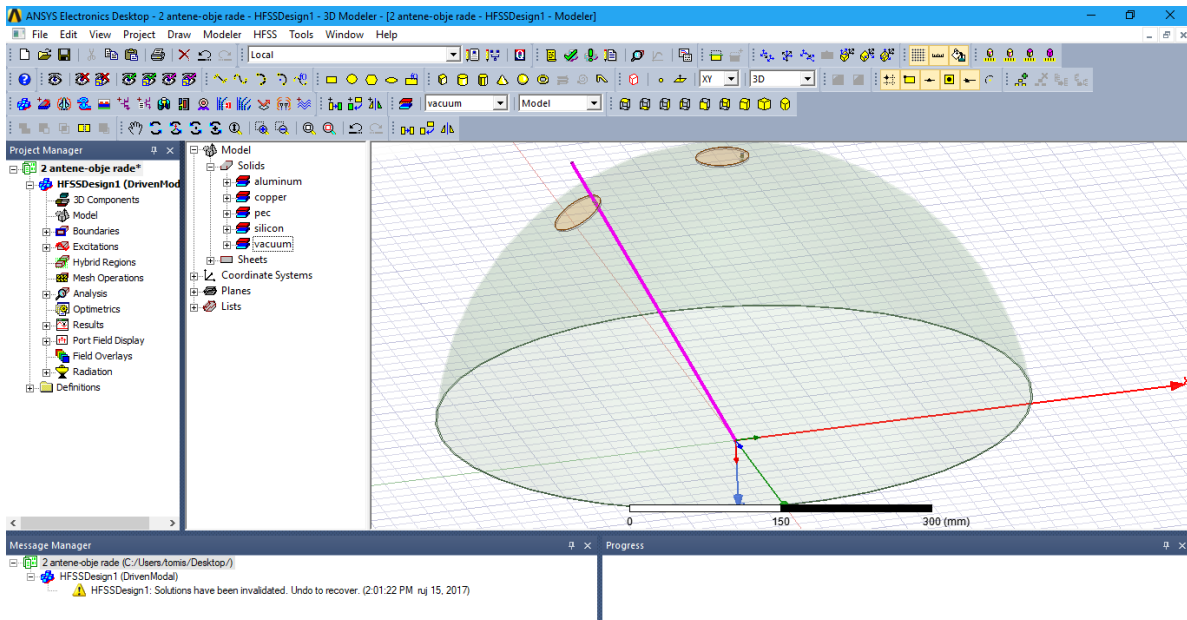 ANSYS Electronics Desktop - 2 antene-obje rade - HFSSDesign1 - 3D Modeler - [2 antene-obje rade - HFSSDesign1 - Modeler]
File Edit View Project Draw Modeler HFSS Tools Window Help
Local
XY 3D
vacuum Model
Project Manager
2 antene-obje rade*
HFSSDesign1 (DrivenMod
3D Components
Model
Boundaries
Excitations
Hybrid Regions
Mesh Operations
Analysis
Optimetrics
Results
Port Field Display
Field Overlays
Radiation
Definitions
Model
Solids
aluminum
copper
pec
silicon
vacuum
Sheets
Coordinate Systems
Planes
Lists
0 150 300 (mm)
Message Manager
2 antene-obje rade (C:/Users/tomis/Desktop/)
HFSSDesign1 (DrivenModal)
HFSSDesign1: Solutions have been invalidated. Undo to recover. (2:01:22 PM ruj 15, 2017)
Progress